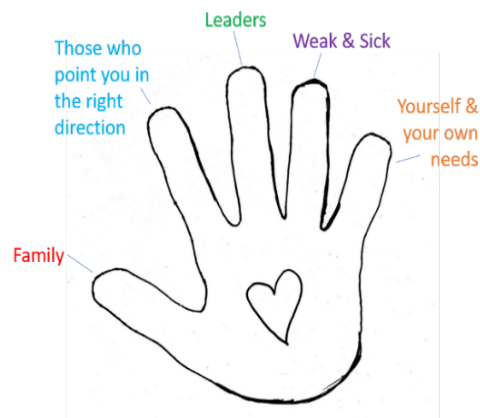 Leaders
Weak & Sick
Those who
point you in
the right
direction
Yourself &
your own
needs
Family